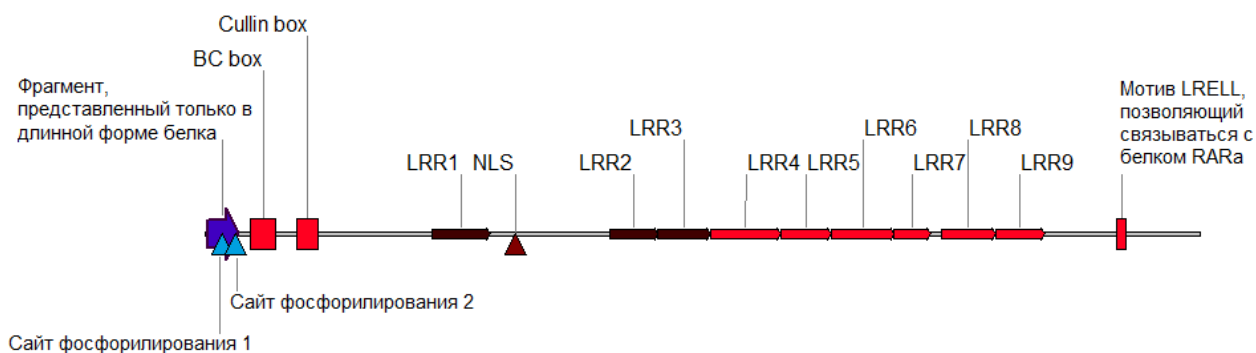 Cullin box
BC box
Фрагмент,
представленный только в
длинной форме белка
LRR1
NLS
LRR2
LRR3
LRR4
LRR5
LRR6
LRR7
LRR8
LRR9
Мотив LRELL,
позволяющий
связываться с
белком RARa
Сайт фосфорилирования 2
Сайт фосфорилирования 1